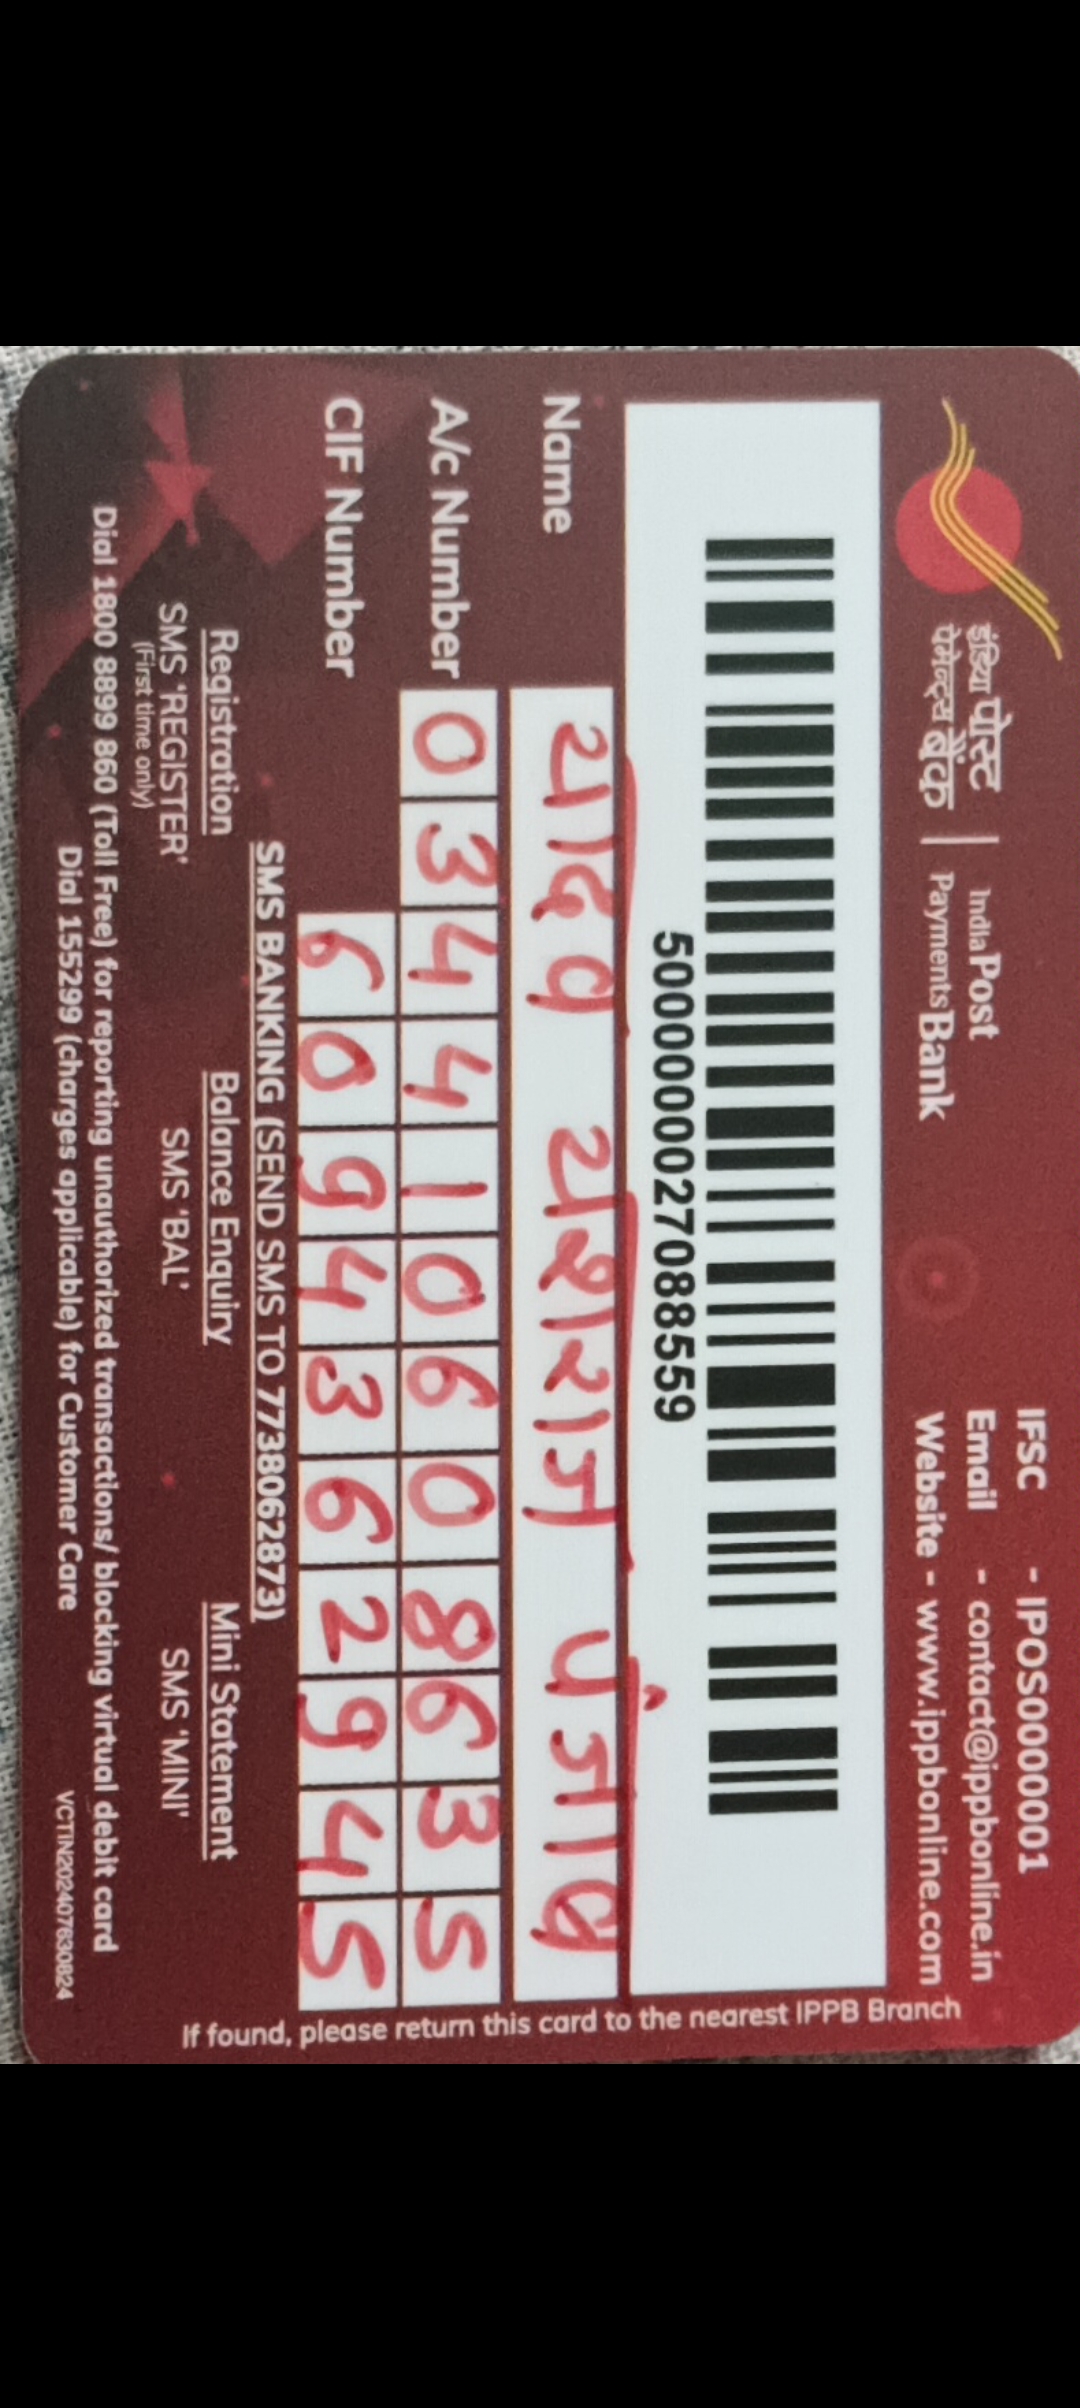 इंडिया पोस्ट
पेमेन्ट्स बैंक
India Post
Payments Bank
IFSC - IPOS0000001
Email - contact@ippbonline.in
Website - www.ippbonline.com
50000000027088559
Name यादव यशराज पंजाब
A/c Number 034410608635
CIF Number 6094362945
SMS BANKING (SEND SMS TO 7738062873)
Registration Balance Enquiry Mini Statement
SMS 'REGISTER' SMS 'BAL' SMS 'MINI'
(First time only)
Dial 1800 8899 860 (Toll Free) for reporting unauthorized transactions/ blocking virtual debit card
Dial 155299 (charges applicable) for Customer Care
VCTIN202407630824
If found, please return this card to the nearest IPPB Branch